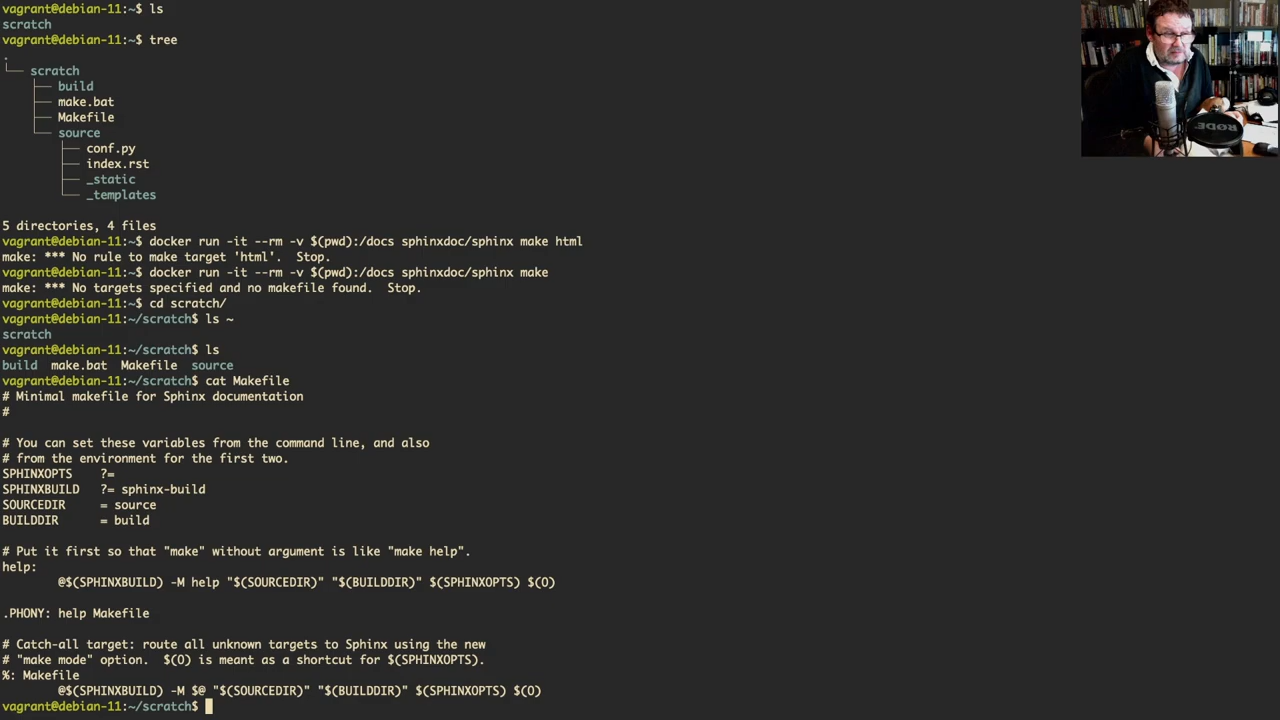 vagrant@debian-11:~$ ls
scratch
vagrant@debian-11:~$ tree
.
└── scratch
    ├── build
    ├── make.bat
    ├── Makefile
    └── source
        ├── conf.py
        ├── index.rst
        ├── _static
        └── _templates
5 directories, 4 files
vagrant@debian-11:~$ docker run -it --rm -v $(pwd):/docs sphinxdoc/sphinx make html
make: *** No rule to make target 'html'.  Stop.
vagrant@debian-11:~$ docker run -it --rm -v $(pwd):/docs sphinxdoc/sphinx make
make: *** No targets specified and no makefile found.  Stop.
vagrant@debian-11:~$ cd scratch/
vagrant@debian-11:~/scratch$ ls ~
scratch
vagrant@debian-11:~/scratch$ ls
build  make.bat  Makefile  source
vagrant@debian-11:~/scratch$ cat Makefile
# Minimal makefile for Sphinx documentation
#
# You can set these variables from the command line, and also
# from the environment for the first two.
SPHINXOPTS    ?=
SPHINXBUILD   ?= sphinx-build
SOURCEDIR     = source
BUILDDIR      = build
# Put it first so that "make" without argument is like "make help".
help:
        @$(SPHINXBUILD) -M help "$(SOURCEDIR)" "$(BUILDDIR)" $(SPHINXOPTS) $(O)
.PHONY: help Makefile
# Catch-all target: route all unknown targets to Sphinx using the new
# "make mode" option.  $(O) is meant as a shortcut for $(SPHINXOPTS).
%: Makefile
        @$(SPHINXBUILD) -M $@ "$(SOURCEDIR)" "$(BUILDDIR)" $(SPHINXOPTS) $(O)
vagrant@debian-11:~/scratch$
RØDE